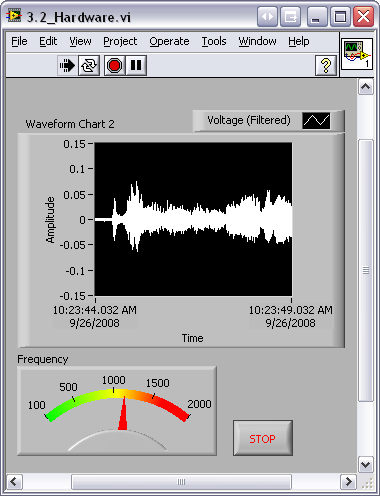 3.2_Hardware.vi
File Edit View Project Operate Tools Window Help
?
1
Voltage (Filtered)
Waveform Chart 2
0.15
0.1
0.05
0
-0.05
-0.1
-0.15
Amplitude
10:23:44.032 AM 10:23:49.032 AM
9/26/2008 9/26/2008
Time
Frequency
100 500 1000 1500 2000
STOP